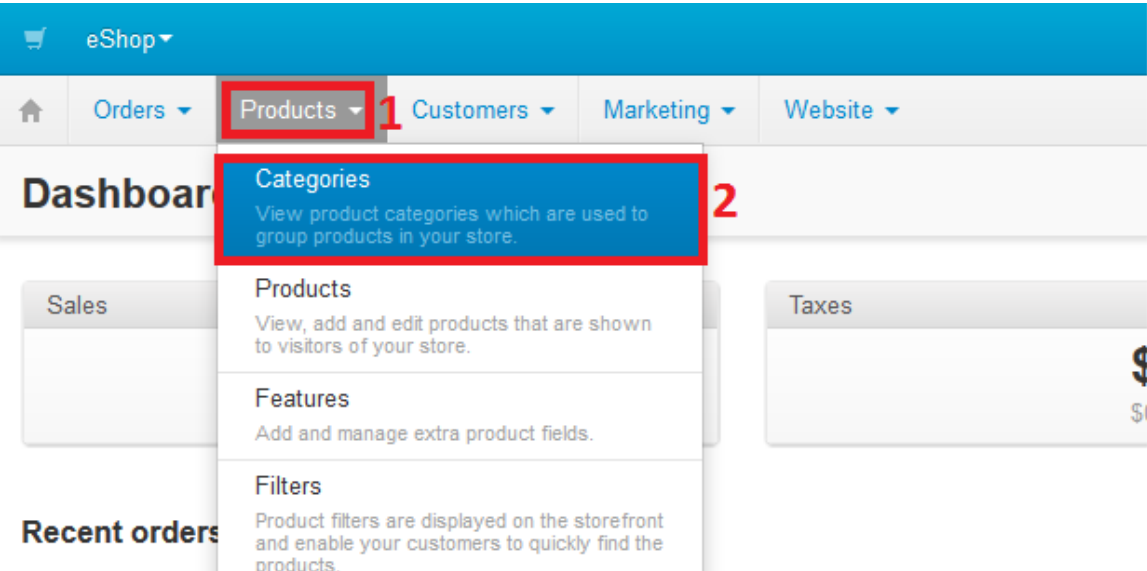 eShop
Orders Products 1 Customers Marketing Website
Dashboar
Categories
View product categories which are used to
group products in your store.
2
Products
View, add and edit products that are shown
to visitors of your store.
Features
Add and manage extra product fields.
Filters
Product filters are displayed on the storefront
and enable your customers to quickly find the
products.
Sales
Taxes
$
$
Recent orders